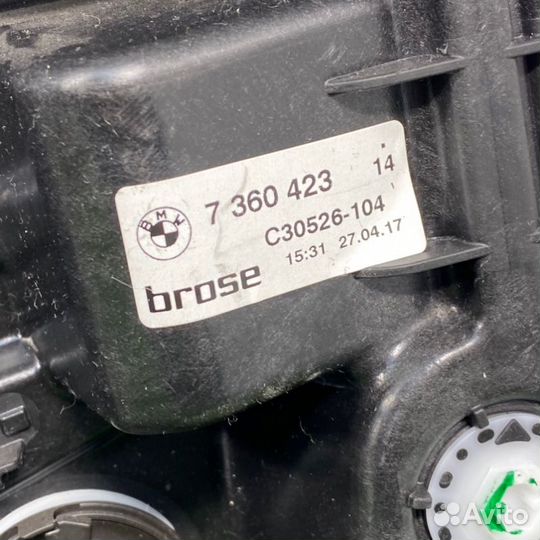 BMW
7 360 423 14
C30526-104
15:31 27.04.17
brose
Avito